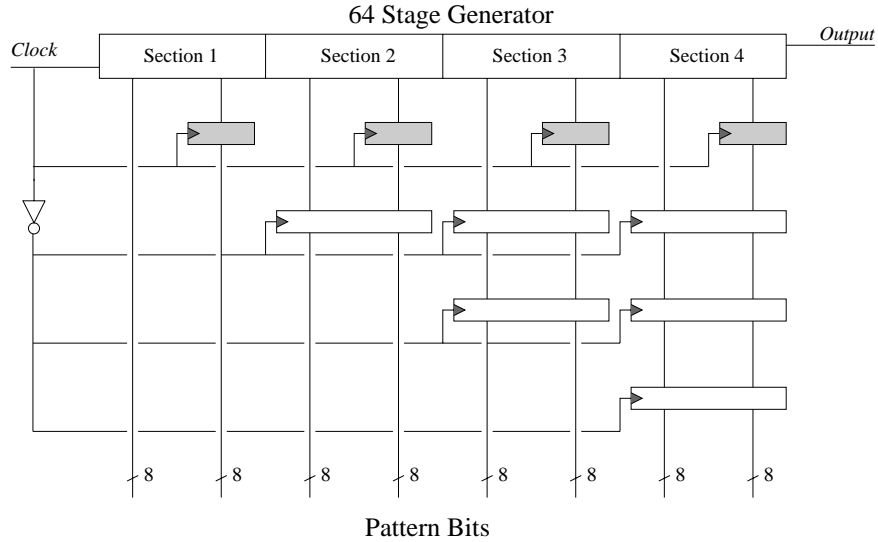 64 Stage Generator
Clock
Output
Section 1
Section 2
Section 3
Section 4
8
8
8
8
8
8
8
8
Pattern Bits